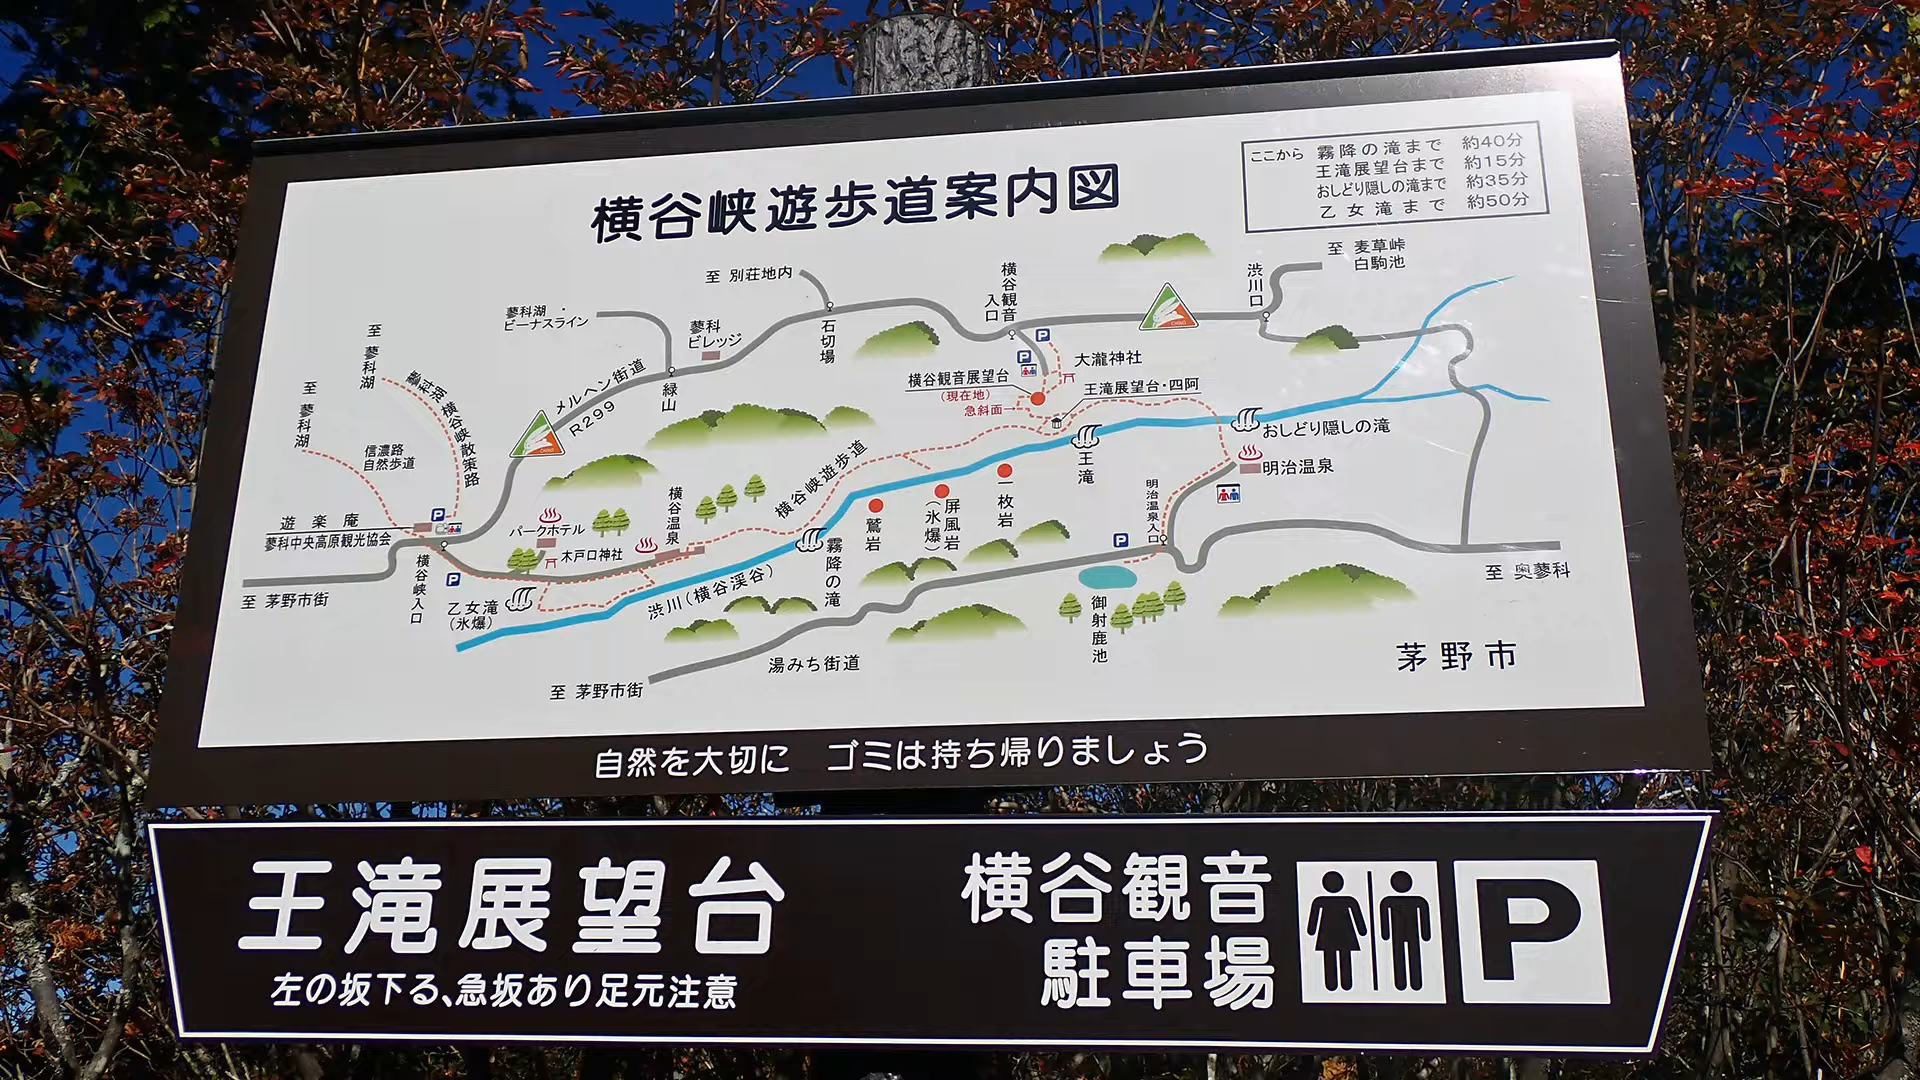 横谷峡遊歩道案内図
ここから 霧降の滝まで 約40分
王滝展望台まで 約15分
おしどり隠しの滝まで 約35分
乙女滝まで 約50分
至 麦草峠
白駒池
渋川口
横谷観音
入口
至 別荘地内
石切場
蓼科湖・
ビーナスライン
蓼科
ビレッジ
緑山
メルヘン街道
R299
至 蓼科湖
至 蓼科湖
横谷峡散策路
信濃路
自然歩道
大瀧神社
横谷観音展望台
(現在地)
急斜面→
王滝展望台・四阿
おしどり隠しの滝
王滝
明治温泉
明治温泉入口
一枚岩
屏風岩
(氷爆)
鷲岩
横谷峡遊歩道
霧降の滝
横谷温泉
パークホテル
木戸口神社
遊楽庵
蓼科中央高原観光協会
横谷峡入口
乙女滝
(氷爆)
渋川(横谷渓谷)
至 茅野市街
至 茅野市街
湯みち街道
御射鹿池
至 奥蓼科
茅野市
P
P
P
P
P
自然を大切に ゴミは持ち帰りましょう
王滝展望台
左の坂下る、急坂あり足元注意
横谷観音
駐車場
P